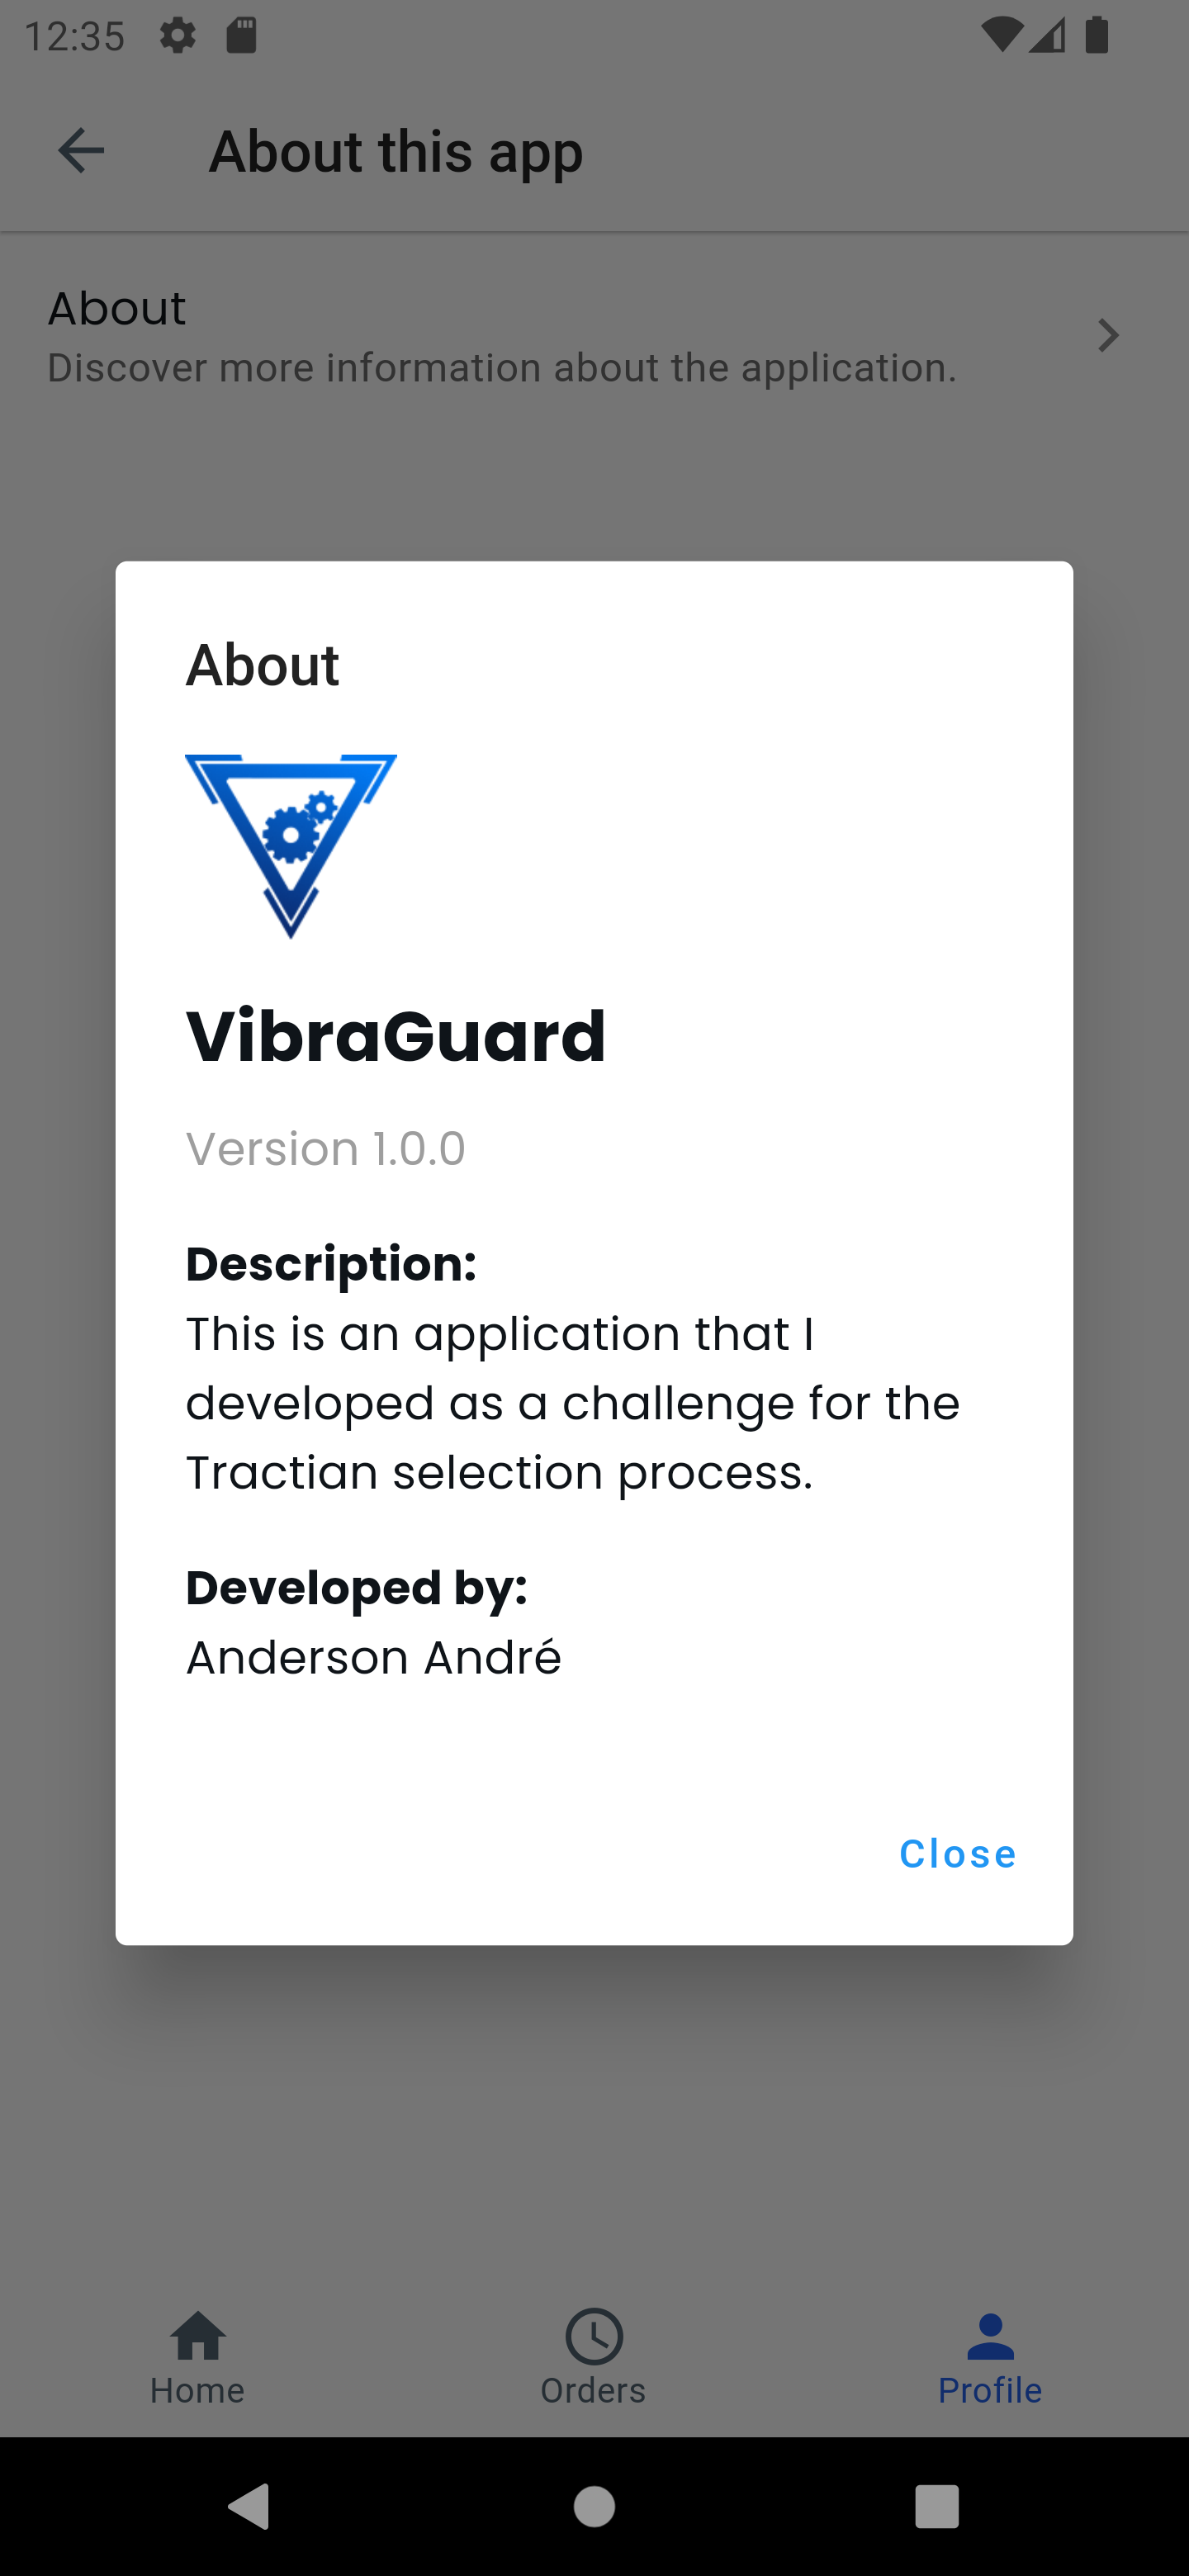 12:35
About this app
About
Discover more information about the application.
About
VibraGuard
Version 1.0.0
Description:
This is an application that I
developed as a challenge for the
Tractian selection process.
Developed by:
Anderson André
Close
Home
Orders
Profile